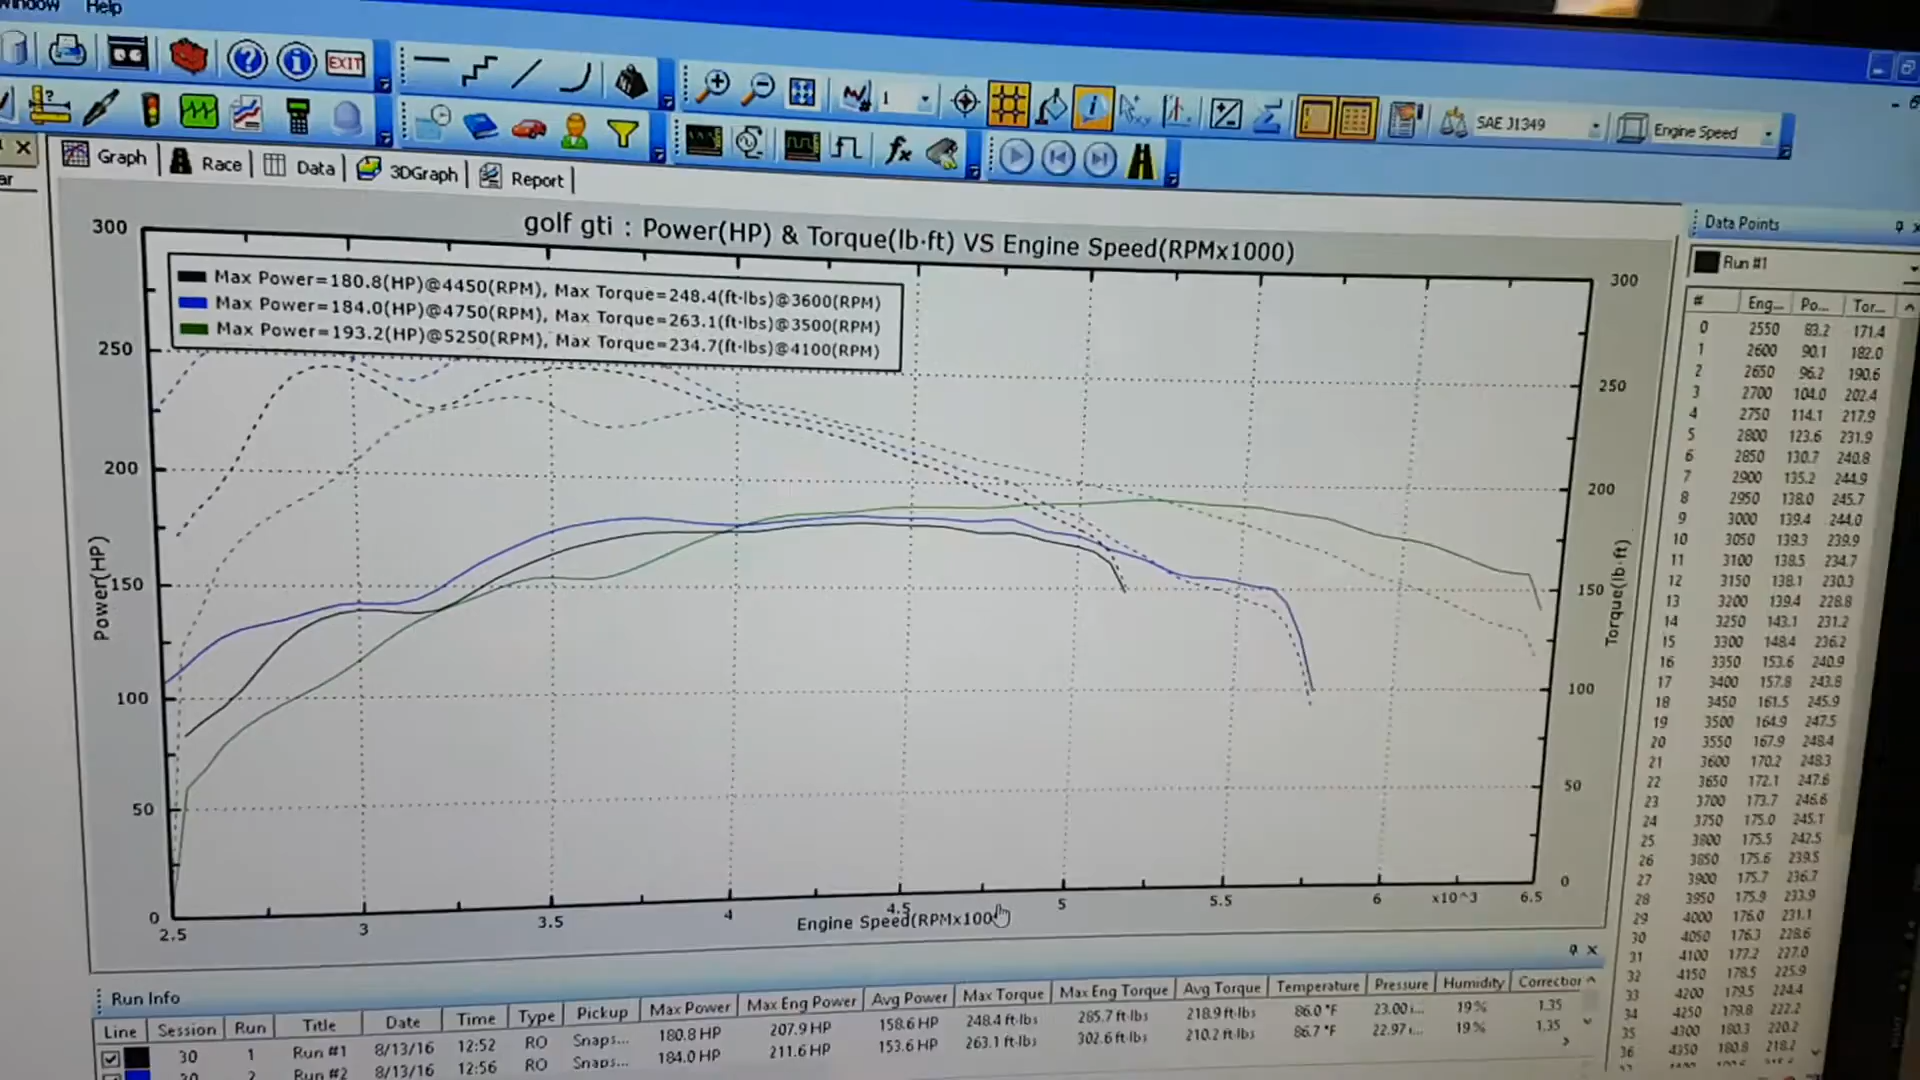 Window Help
EXIT
1
SAE J1349
Engine Speed
Graph Race Data 3DGraph Report
golf gti : Power(HP) & Torque(lb·ft) VS Engine Speed(RPMx1000)
Max Power=180.8(HP)@4450(RPM), Max Torque=248.4(ft·lbs)@3600(RPM)
Max Power=184.0(HP)@4750(RPM), Max Torque=263.1(ft·lbs)@3500(RPM)
Max Power=193.2(HP)@5250(RPM), Max Torque=234.7(ft·lbs)@4100(RPM)
300
250
200
150
100
50
0
Power(HP)
300
250
200
150
100
50
0
Torque(lb·ft)
2.5 3 3.5 4 4.5 5 5.5 6 x10^3 6.5
Engine Speed(RPMx100
Data Points
Run #1
# Eng... Po... Tor...
0 2550 83.2 171.4
1 2600 90.1 182.0
2 2650 96.2 190.6
3 2700 104.0 202.4
4 2750 114.1 217.9
5 2800 123.6 231.9
6 2850 130.7 240.8
7 2900 135.2 244.9
8 2950 138.0 245.7
9 3000 139.4 244.0
10 3050 139.3 239.9
11 3100 138.5 234.7
12 3150 138.1 230.3
13 3200 139.4 228.8
14 3250 143.1 231.2
15 3300 148.4 236.2
16 3350 153.6 240.9
17 3400 157.8 243.8
18 3450 161.5 245.9
19 3500 164.9 247.5
20 3550 167.9 248.4
21 3600 170.2 248.3
22 3650 172.1 247.6
23 3700 173.7 246.6
24 3750 175.0 245.1
25 3800 175.5 242.5
26 3850 175.6 239.5
27 3900 175.7 236.7
28 3950 175.9 233.9
29 4000 176.0 231.1
30 4050 176.3 228.6
31 4100 177.2 227.0
32 4150 178.5 225.9
33 4200 179.5 224.4
34 4250 179.8 222.2
35 4300 180.3 220.2
36 4350 180.8 218.2
Run Info
Line Session Run Title Date Time Type Pickup Max Power Max Eng Power Avg Power Max Torque Max Eng Torque Avg Torque Temperature Pressure Humidity Correction
30 1 Run #1 8/13/16 12:52 RO Snaps... 180.8 HP 207.9 HP 158.6 HP 248.4 ft·lbs 285.7 ft·lbs 218.9 ft·lbs 86.0 °F 23.00 i... 19 % 1.35
30 2 Run #2 8/13/16 12:56 RO Snaps... 184.0 HP 211.6 HP 153.6 HP 263.1 ft·lbs 302.6 ft·lbs 210.2 ft·lbs 86.7 °F 22.97 i... 19 % 1.35